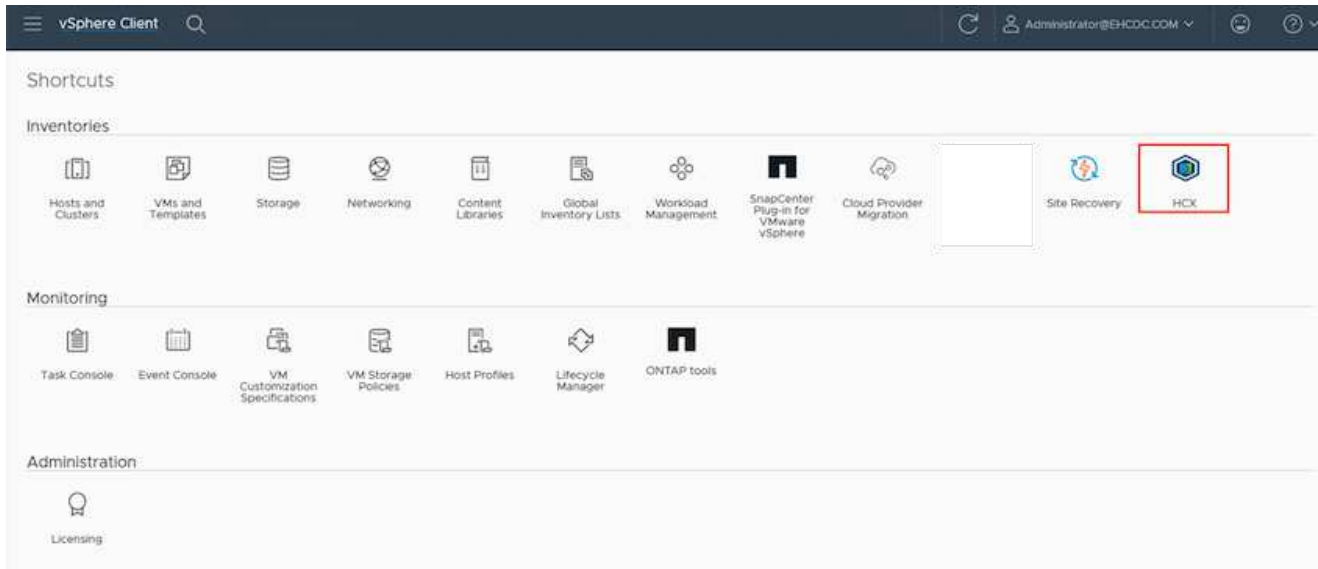 vSphere Client
Administrator@EHCDC.COM
Shortcuts
Inventories
Hosts and
Clusters
VMs and
Templates
Storage
Networking
Content
Libraries
Global
Inventory Lists
Workload
Management
SnapCenter
Plug-in for
VMware
vSphere
Cloud Provider
Migration
Site Recovery
HCX
Monitoring
Task Console
Event Console
VM
Customization
Specifications
VM Storage
Policies
Host Profiles
Lifecycle
Manager
ONTAP tools
Administration
Licensing